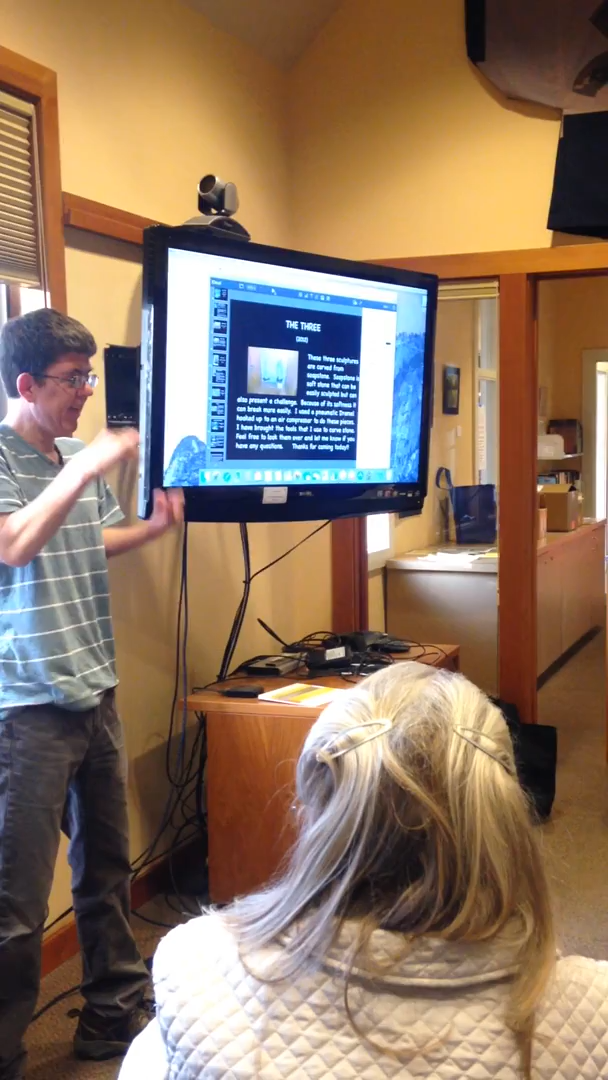 THE THREE
(2012)
These three sculptures
are carved from
soapstone. Soapstone is
soft stone that can be
easily sculpted but can
also present a challenge. Because of its softness it
can break more easily. I used a pneumatic Dremel
hooked up to an air compressor to do these pieces.
I have brought the tools that I use to carve stone.
Feel free to look them over and let me know if you
have any questions. Thanks for coming today!!